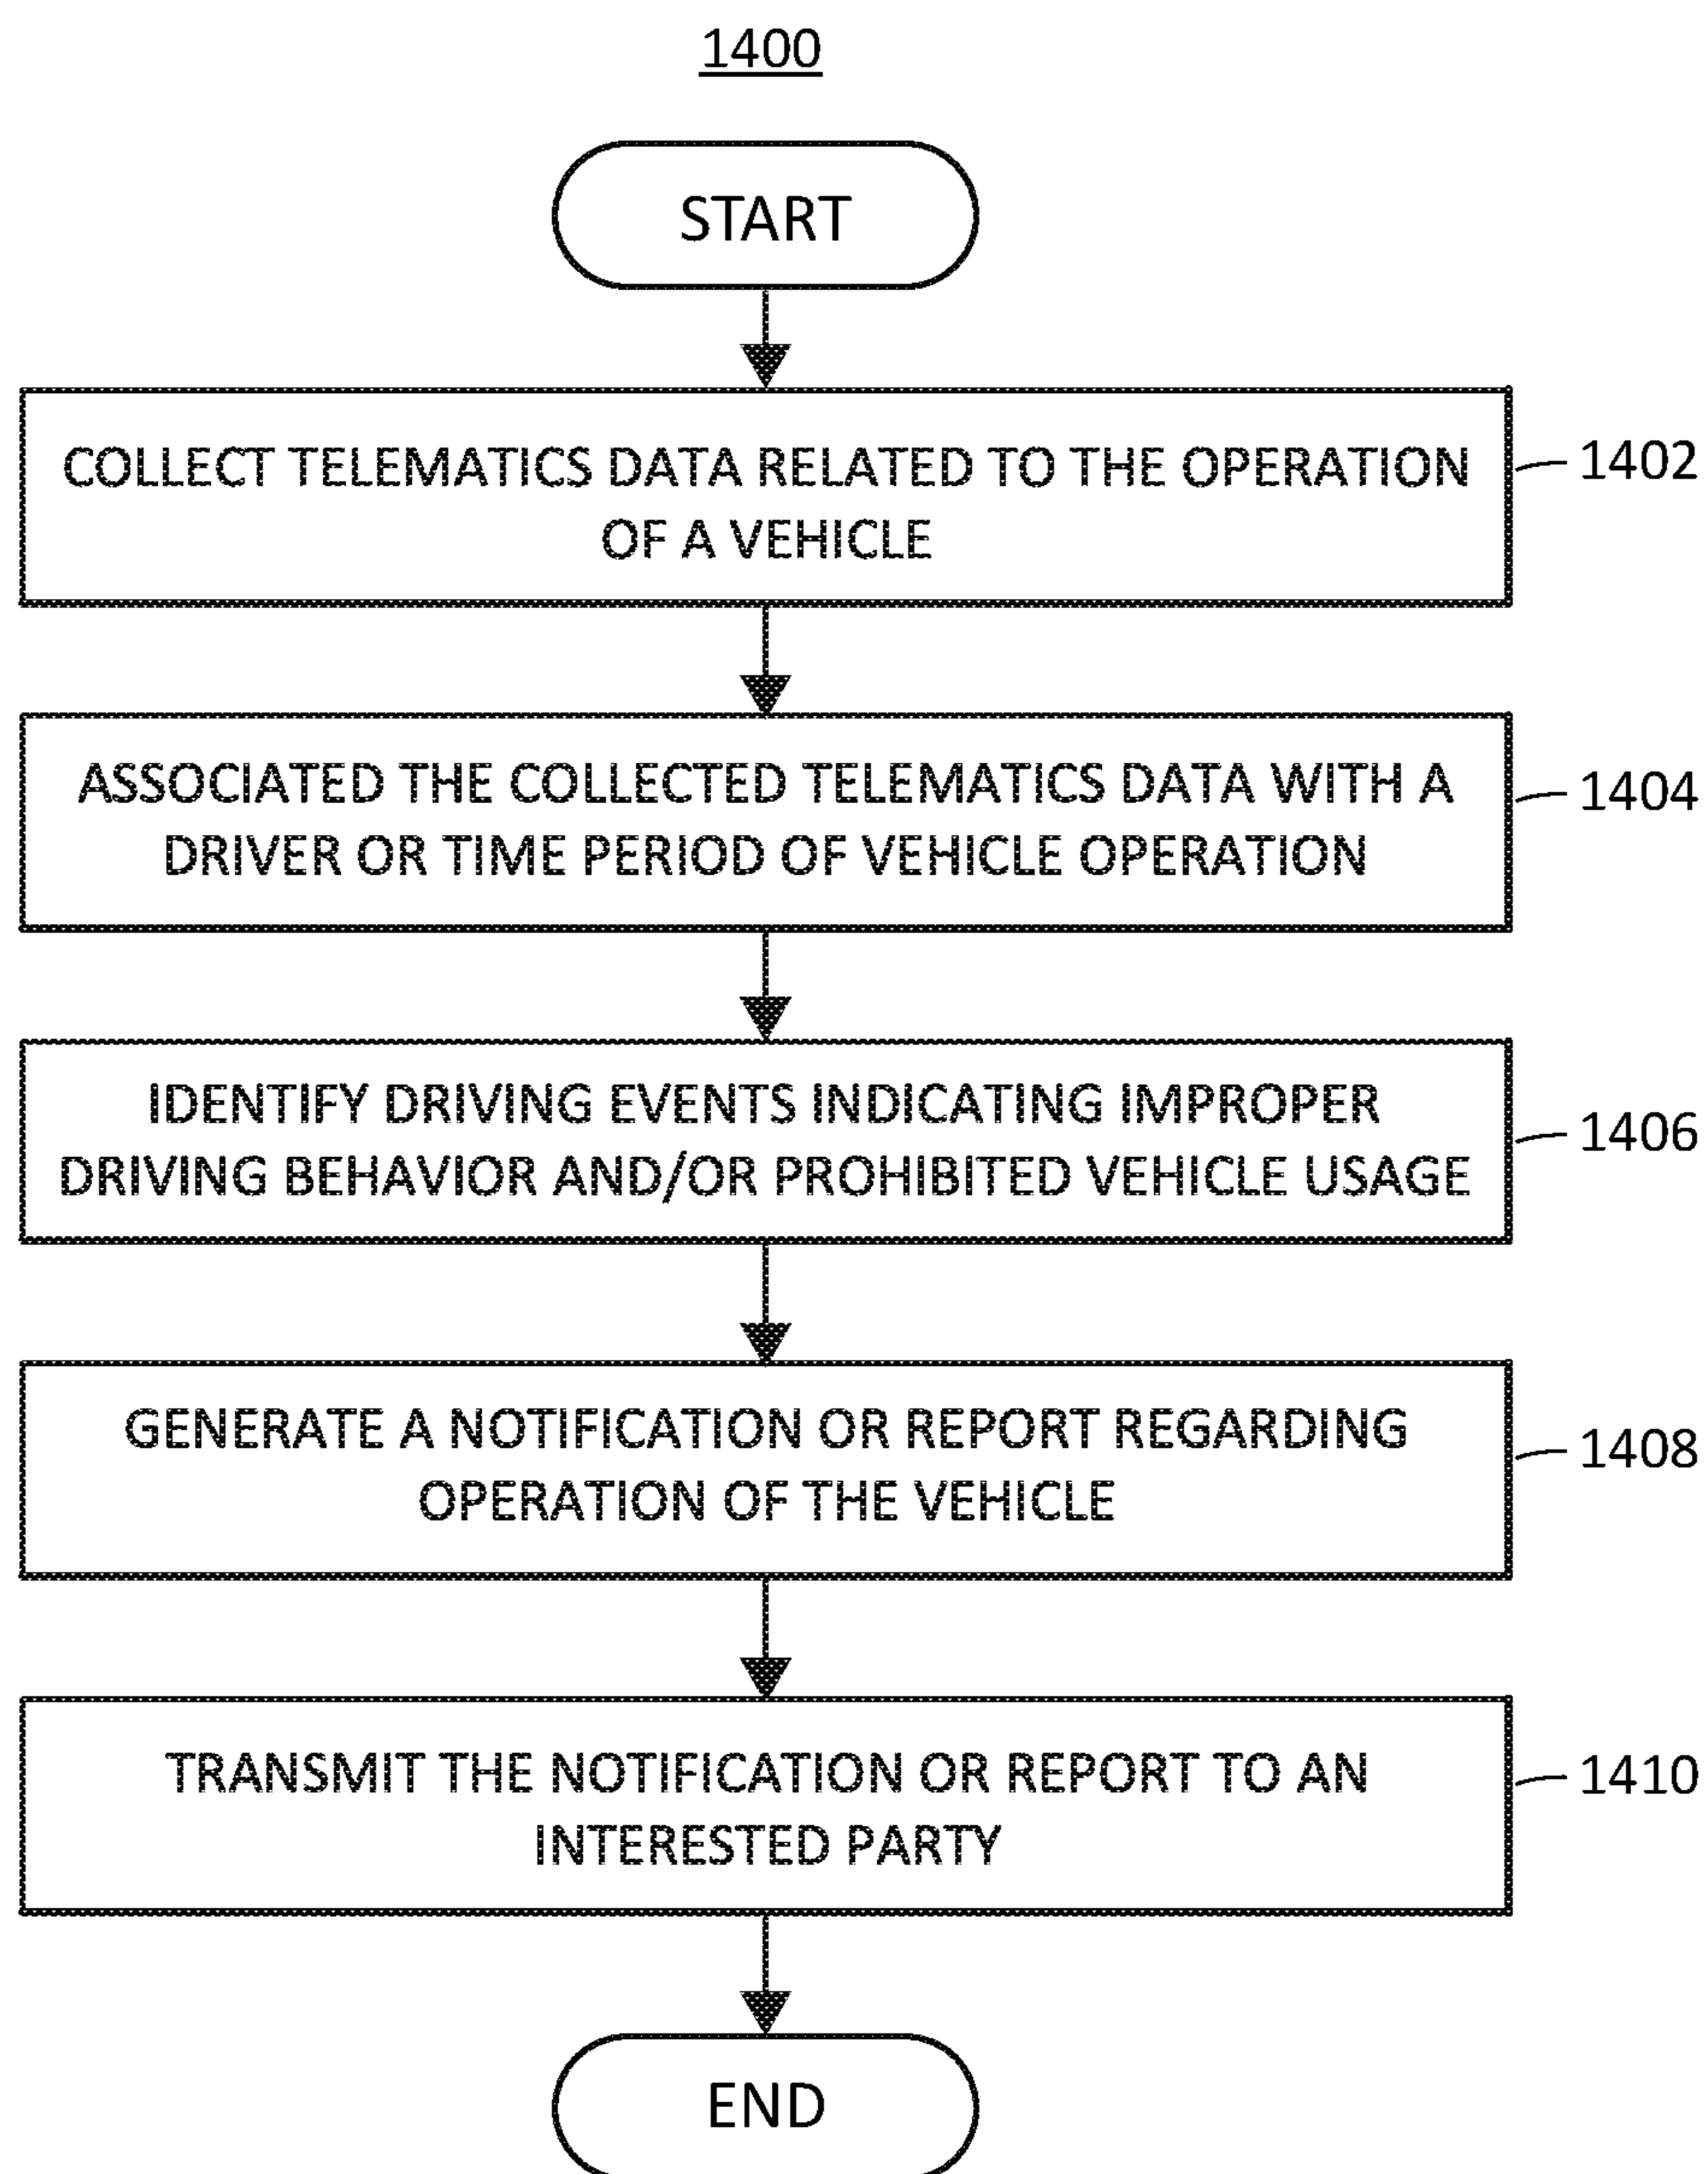 1400
START
COLLECT TELEMATICS DATA RELATED TO THE OPERATION
OF A VEHICLE
1402
ASSOCIATED THE COLLECTED TELEMATICS DATA WITH A
DRIVER OR TIME PERIOD OF VEHICLE OPERATION
1404
IDENTIFY DRIVING EVENTS INDICATING IMPROPER
DRIVING BEHAVIOR AND/OR PROHIBITED VEHICLE USAGE
1406
GENERATE A NOTIFICATION OR REPORT REGARDING
OPERATION OF THE VEHICLE
1408
TRANSMIT THE NOTIFICATION OR REPORT TO AN
INTERESTED PARTY
1410
END